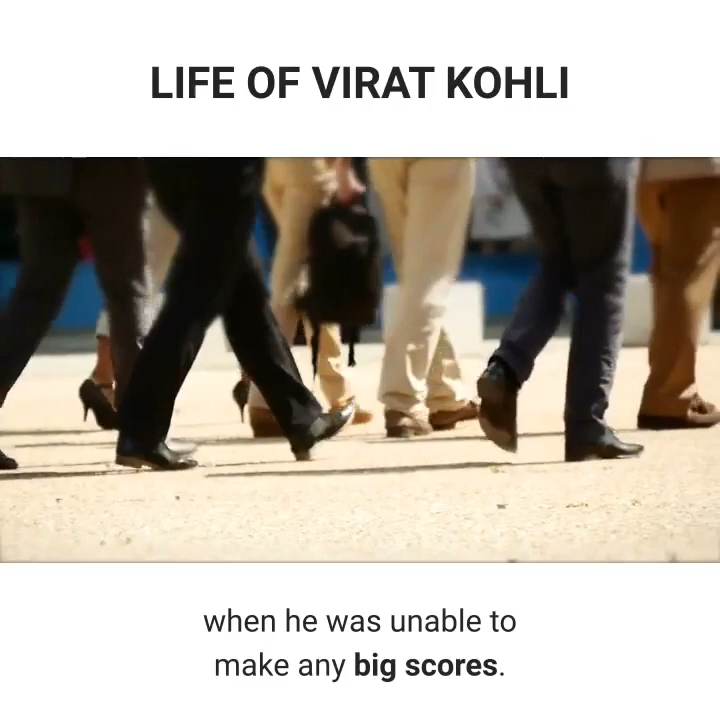 LIFE OF VIRAT KOHLI
when he was unable to
make any big scores.